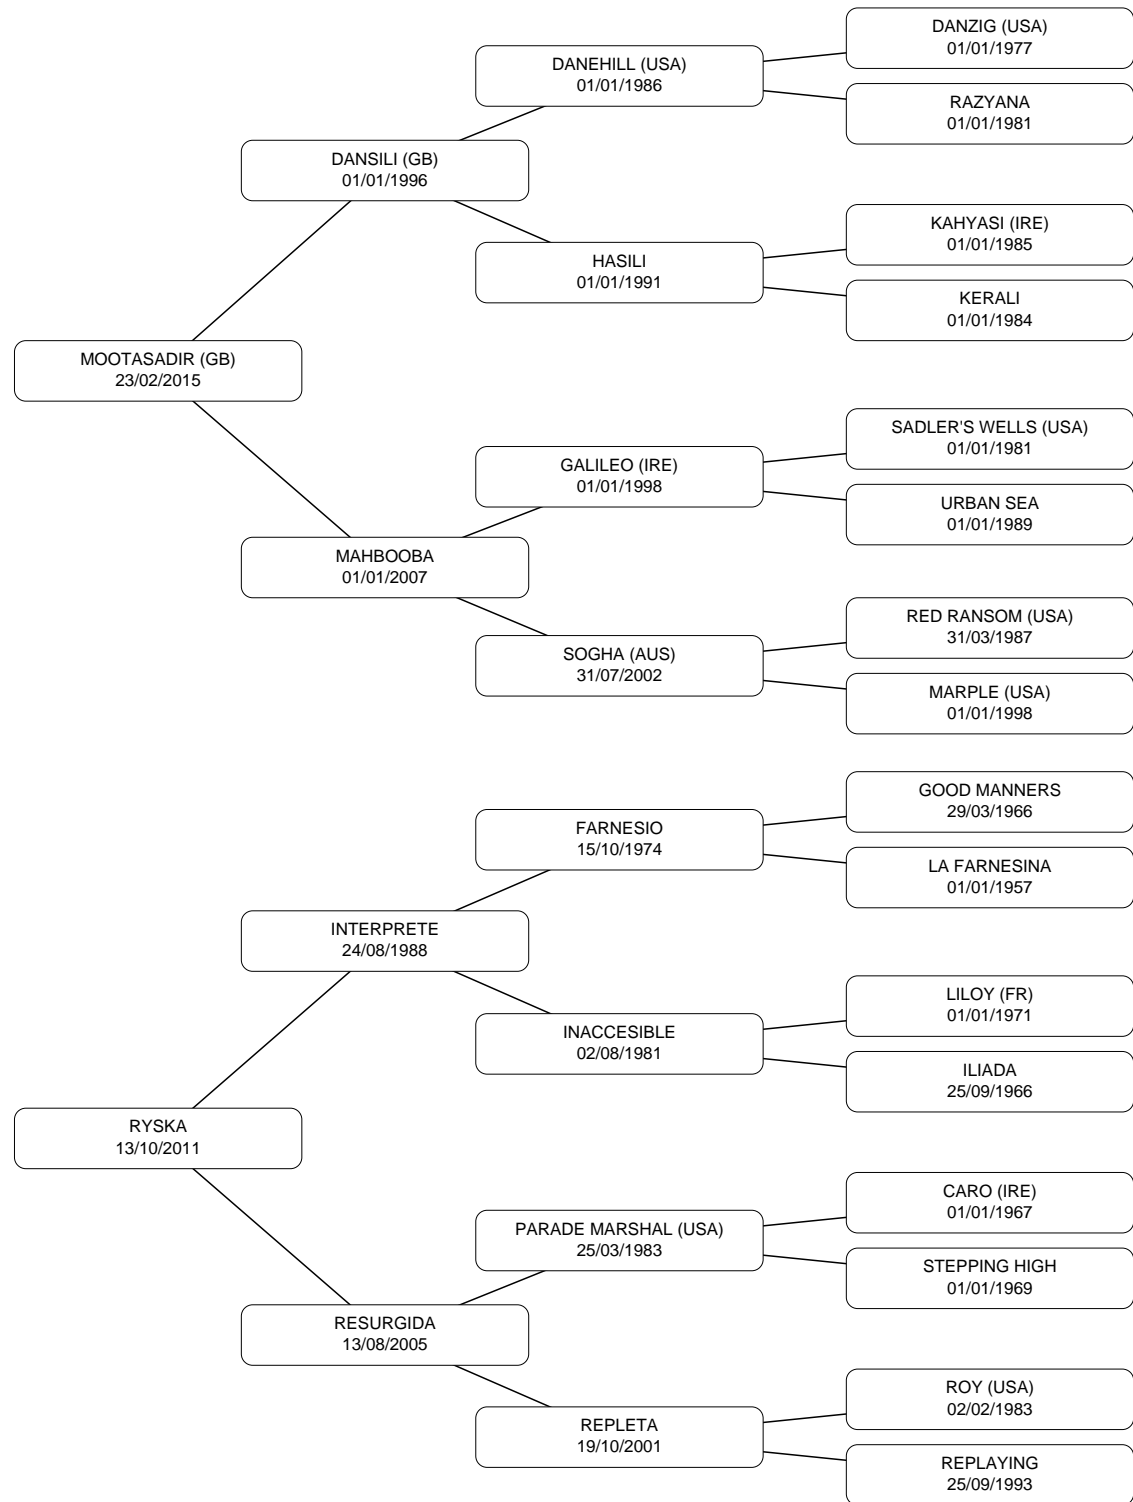 DANZIG (USA)
01/01/1977
DANEHILL (USA)
01/01/1986
RAZYANA
01/01/1981
DANSILI (GB)
01/01/1996
KAHYASI (IRE)
01/01/1985
HASILI
01/01/1991
KERALI
01/01/1984
MOOTASADIR (GB)
23/02/2015
SADLER'S WELLS (USA)
01/01/1981
GALILEO (IRE)
01/01/1998
URBAN SEA
01/01/1989
MAHBOOBA
01/01/2007
RED RANSOM (USA)
31/03/1987
SOGHA (AUS)
31/07/2002
MARPLE (USA)
01/01/1998
GOOD MANNERS
29/03/1966
FARNESIO
15/10/1974
LA FARNESINA
01/01/1957
INTERPRETE
24/08/1988
LILOY (FR)
01/01/1971
INACCESIBLE
02/08/1981
ILIADA
25/09/1966
RYSKA
13/10/2011
CARO (IRE)
01/01/1967
PARADE MARSHAL (USA)
25/03/1983
STEPPING HIGH
01/01/1969
RESURGIDA
13/08/2005
ROY (USA)
02/02/1983
REPLETA
19/10/2001
REPLAYING
25/09/1993